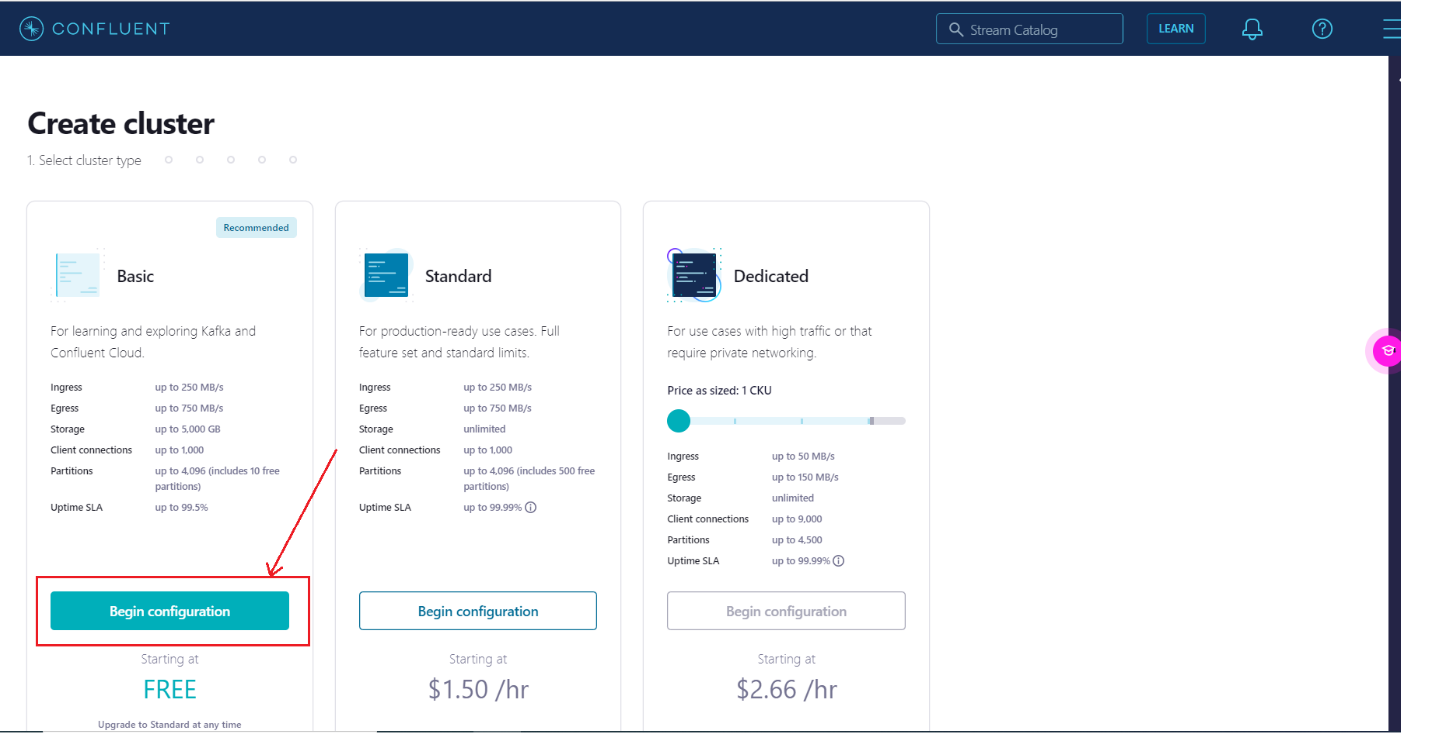 CONFLUENT
Stream Catalog
LEARN
Create cluster
1. Select cluster type
Recommended
Basic
For learning and exploring Kafka and
Confluent Cloud.
Ingress up to 250 MB/s
Egress up to 750 MB/s
Storage up to 5,000 GB
Client connections up to 1,000
Partitions up to 4,096 (includes 10 free
partitions)
Uptime SLA up to 99.5%
Begin configuration
Starting at
FREE
Upgrade to Standard at any time
Standard
For production-ready use cases. Full
feature set and standard limits.
Ingress up to 250 MB/s
Egress up to 750 MB/s
Storage unlimited
Client connections up to 1,000
Partitions up to 4,096 (includes 500 free
partitions)
Uptime SLA up to 99.99%
Begin configuration
Starting at
$1.50 /hr
Dedicated
For use cases with high traffic or that
require private networking.
Price as sized: 1 CKU
Ingress up to 50 MB/s
Egress up to 150 MB/s
Storage unlimited
Client connections up to 9,000
Partitions up to 4,500
Uptime SLA up to 99.99%
Begin configuration
Starting at
$2.66 /hr